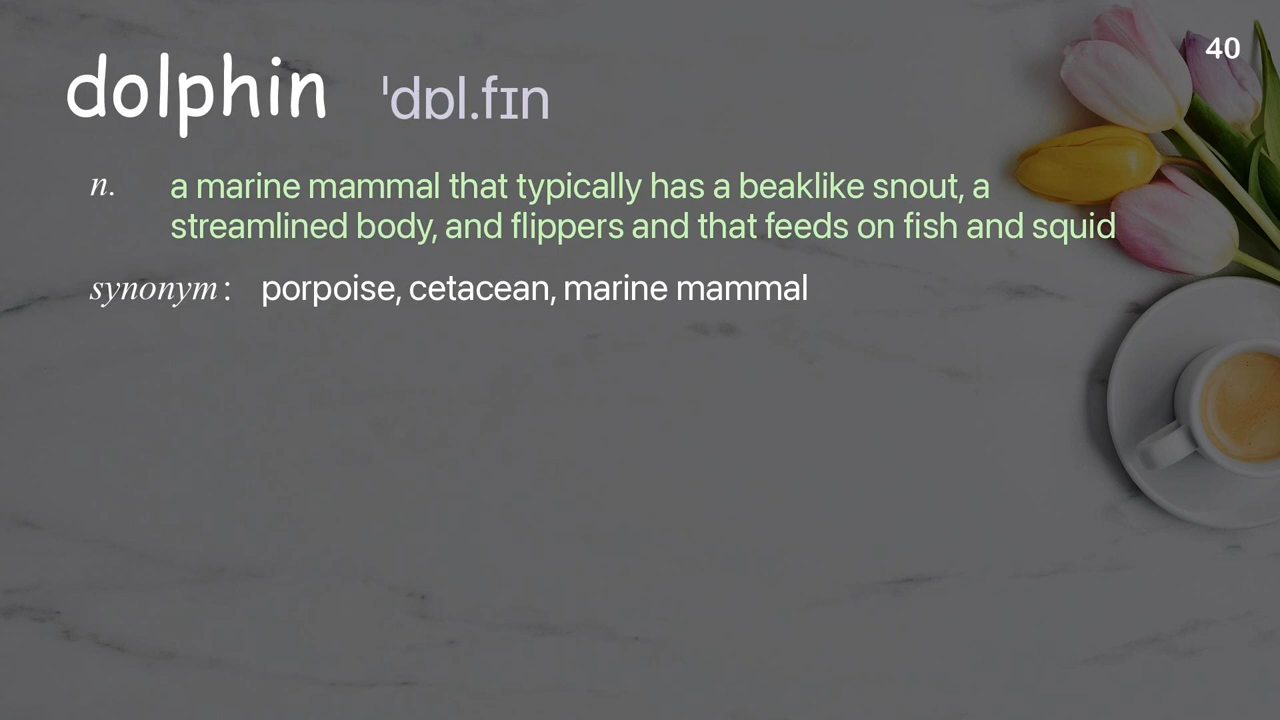 40
dolphin ˈdɒl.fɪn
n. a marine mammal that typically has a beaklike snout, a
streamlined body, and flippers and that feeds on fish and squid
synonym: porpoise, cetacean, marine mammal